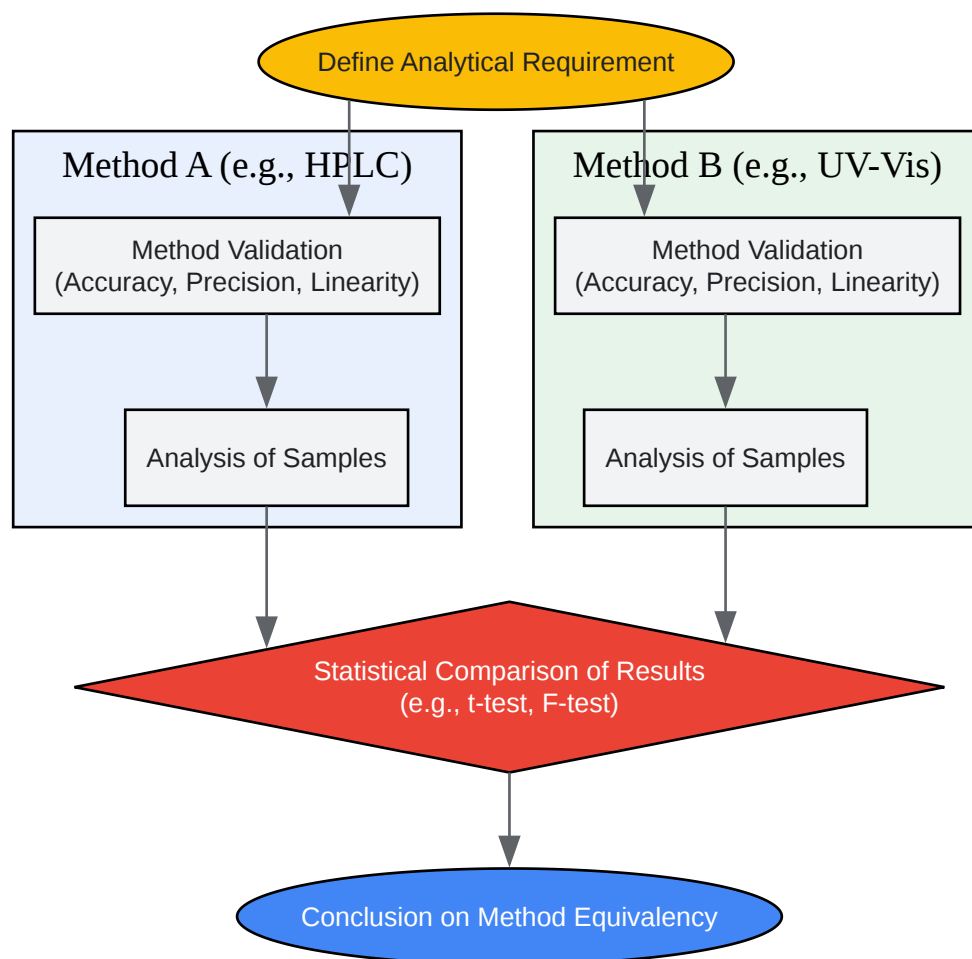 Define Analytical Requirement
Method A (e.g., HPLC)
Method Validation
(Accuracy, Precision, Linearity)
Analysis of Samples
Method B (e.g., UV-Vis)
Method Validation
(Accuracy, Precision, Linearity)
Analysis of Samples
Statistical Comparison of Results
(e.g., t-test, F-test)
Conclusion on Method Equivalency